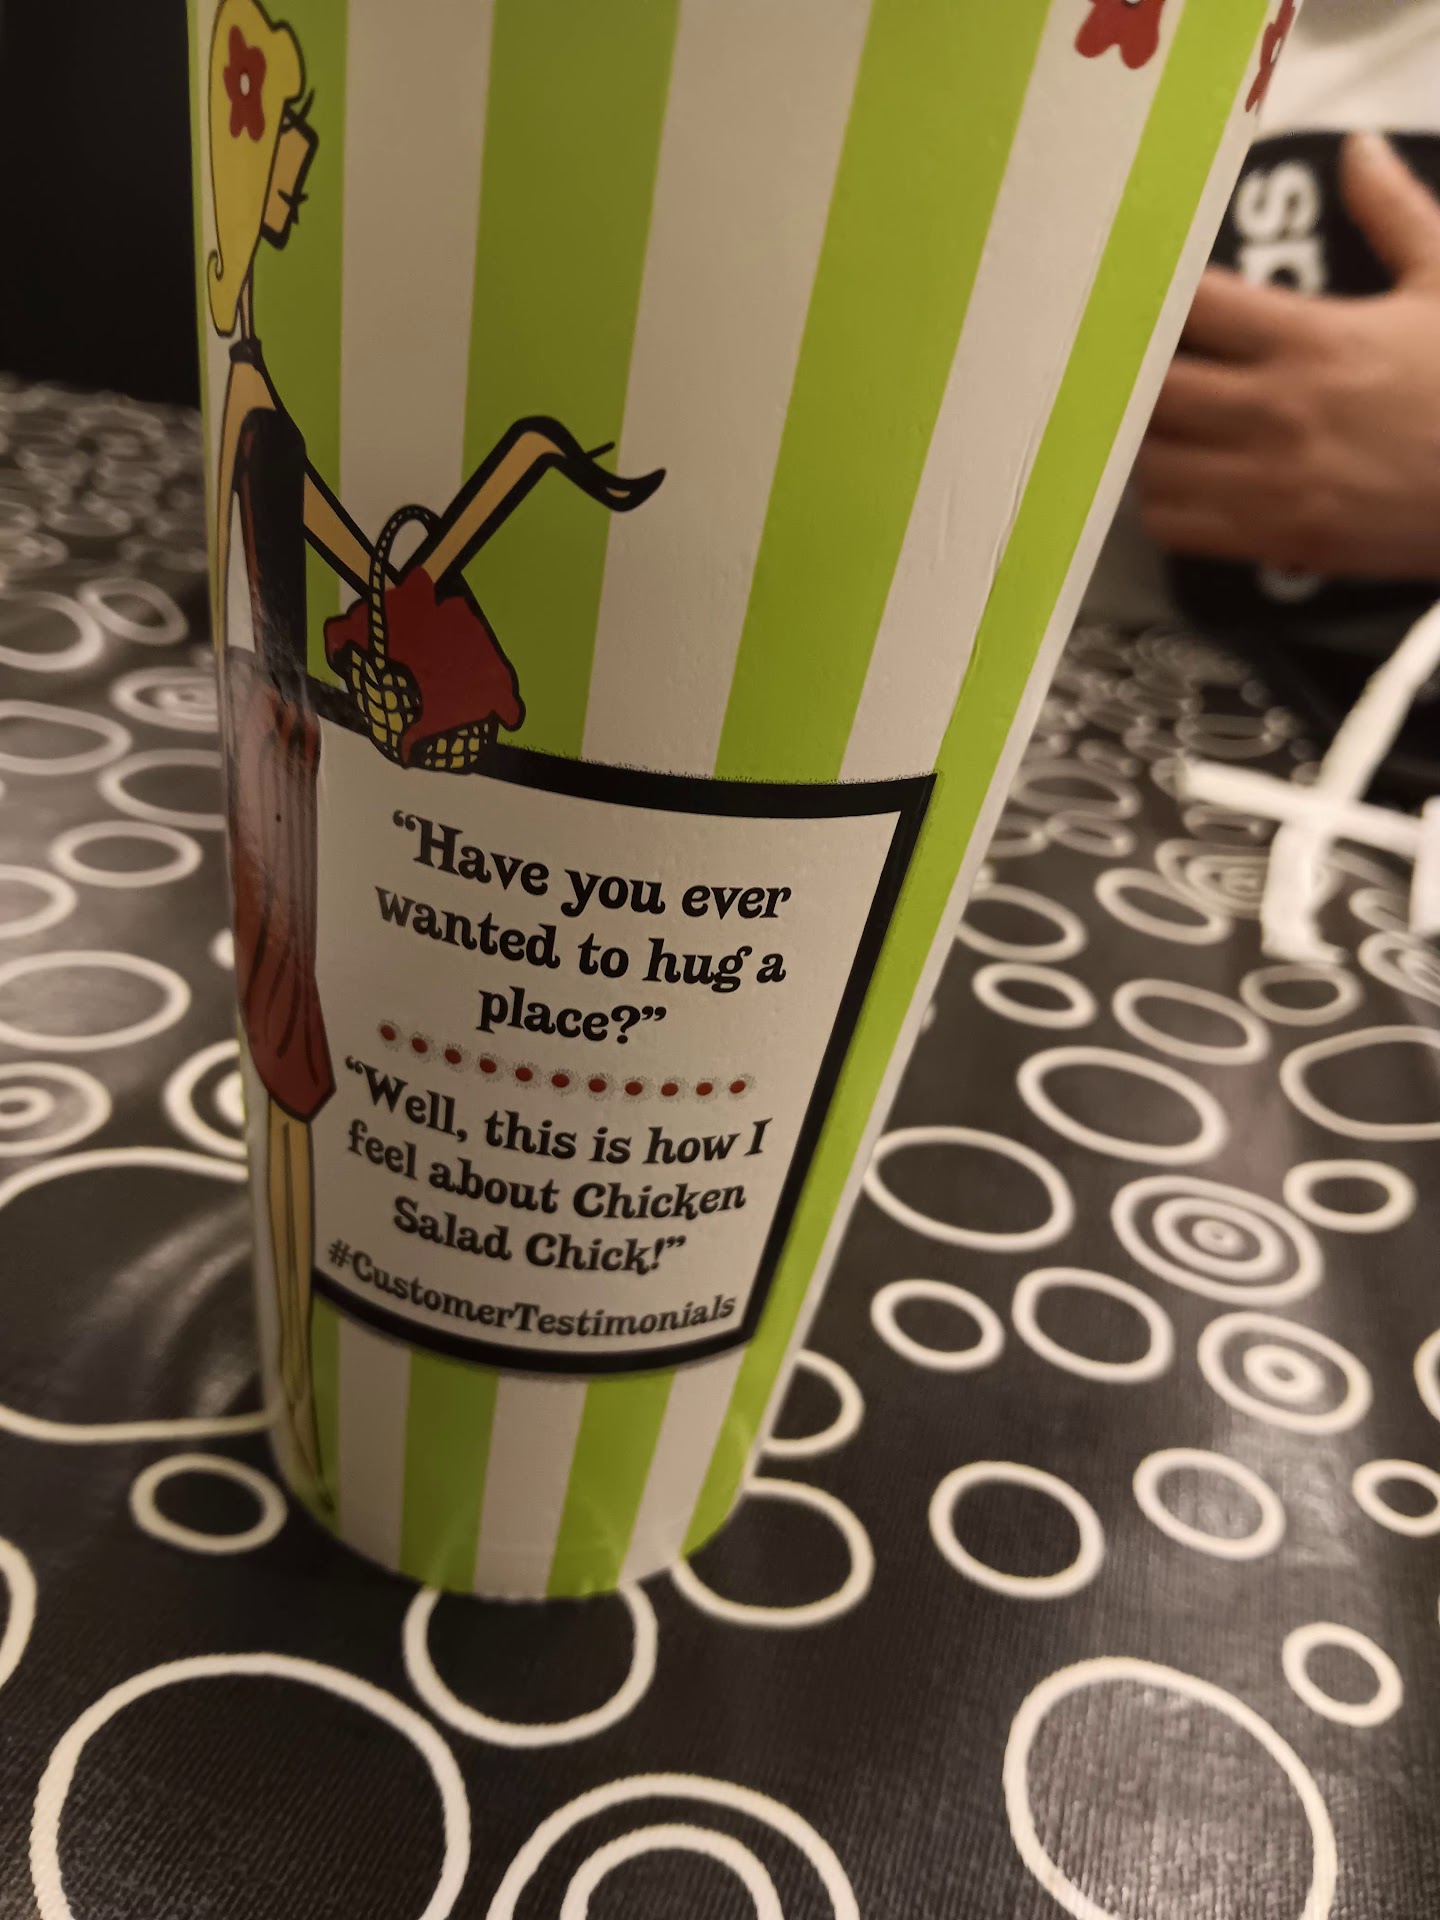 “Have you ever
wanted to hug a
place?”
“Well, this is how I
feel about Chicken
Salad Chick!”
#CustomerTestimonials